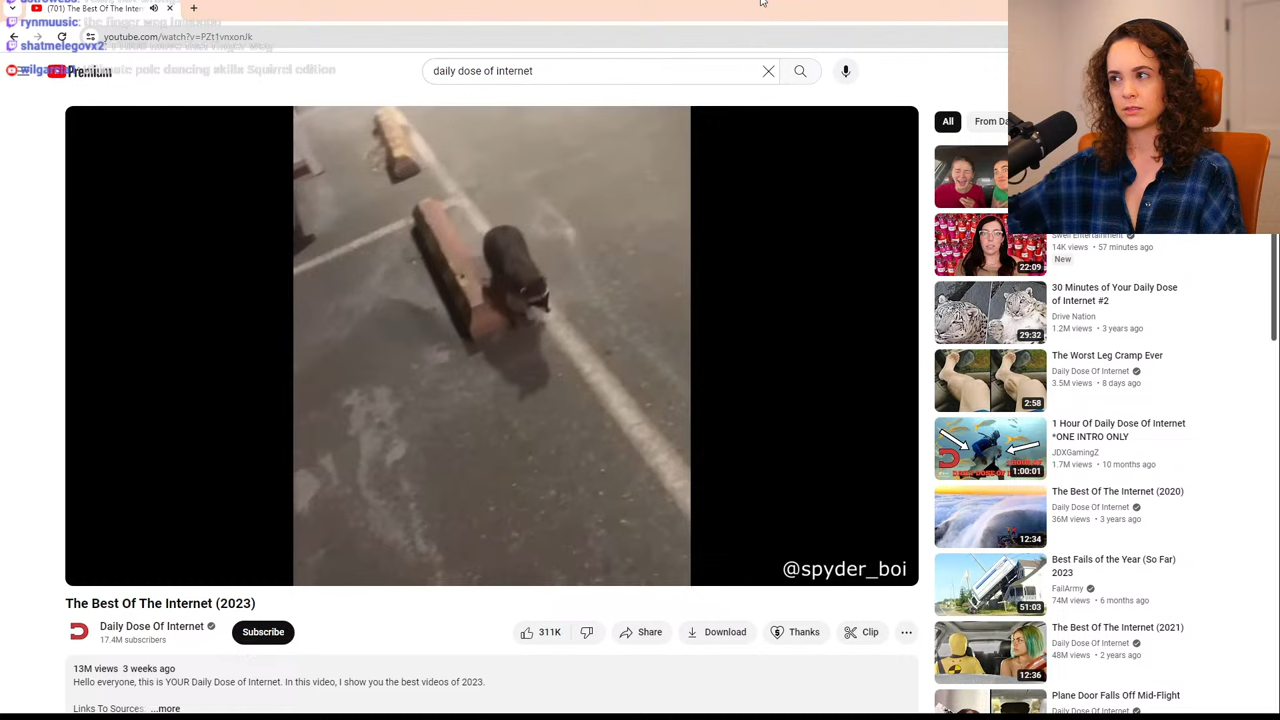 (701) The Best Of The Inter
rynmuusic:
youtube.com/watch?v=PZt1vnxonJk
shatmelegovx2:
pole dancing skills Squirrel edition
Premium
daily dose of internet
All
From Da
Swell Entertainment
14K views • 57 minutes ago
New
22:09
30 Minutes of Your Daily Dose
of Internet #2
Drive Nation
1.2M views • 3 years ago
29:32
The Worst Leg Cramp Ever
Daily Dose Of Internet
3.5M views • 8 days ago
2:58
1 Hour Of Daily Dose Of Internet
*ONE INTRO ONLY
JDXGamingZ
1.7M views • 10 months ago
1:00:01
The Best Of The Internet (2020)
Daily Dose Of Internet
36M views • 3 years ago
12:34
Best Fails of the Year (So Far)
2023
FailArmy
74M views • 6 months ago
51:03
The Best Of The Internet (2021)
Daily Dose Of Internet
48M views • 2 years ago
12:36
Plane Door Falls Off Mid-Flight
Daily Dose Of Internet
@spyder_boi
The Best Of The Internet (2023)
Daily Dose Of Internet
17.4M subscribers
Subscribe
311K
Share
Download
Thanks
Clip
13M views 3 weeks ago
Hello everyone, this is YOUR Daily Dose of Internet. In this video, I show you the best videos of 2023.
Links To Sources:
...more